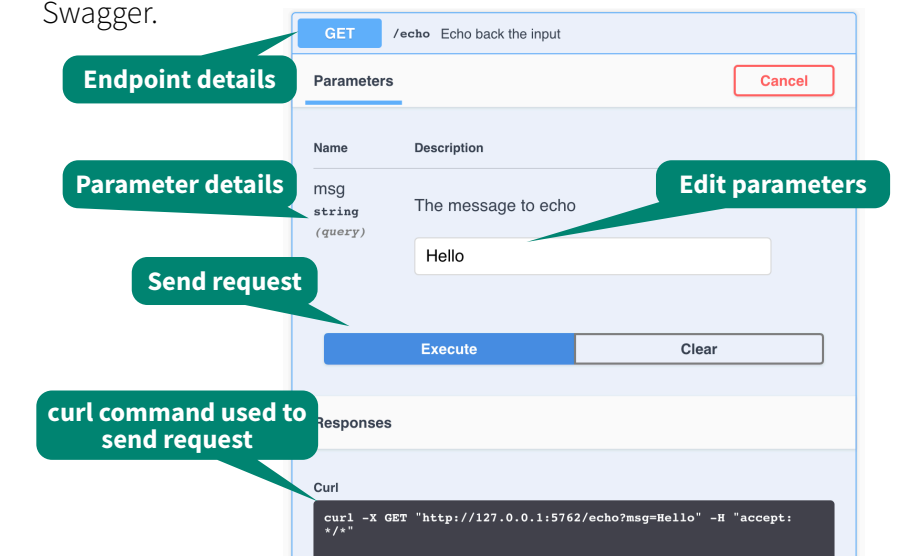 Swagger.
GET /echo Echo back the input
Endpoint details
Parameters
Cancel
Name Description
Parameter details
Edit parameters
msg
string
(query)
The message to echo
Hello
Send request
Execute Clear
curl command used to
send request
Responses
Curl
curl -X GET "http://127.0.0.1:5762/echo?msg=Hello" -H "accept:
*/*"